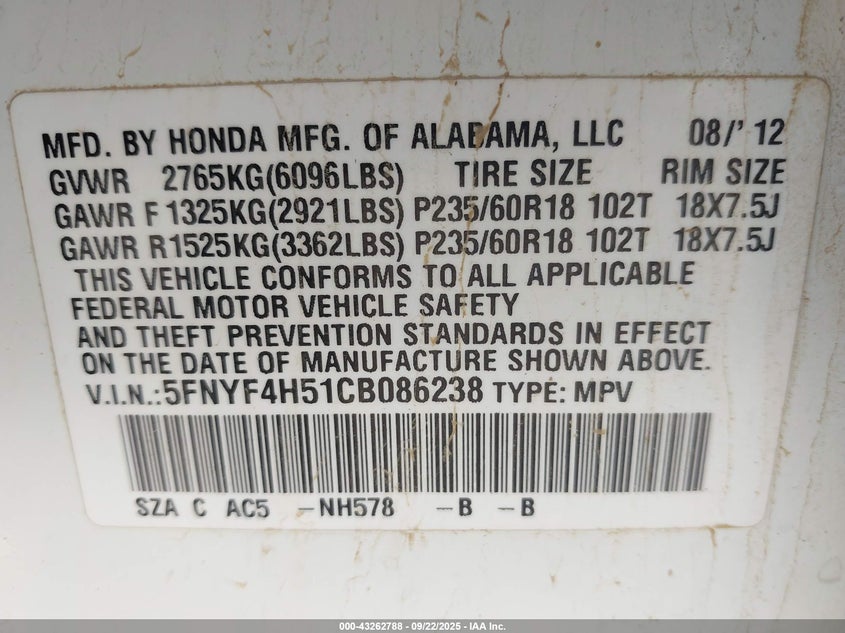 MFD. BY HONDA MFG. OF ALABAMA, LLC 08/'12
GVWR 2765KG(6096LBS) TIRE SIZE RIM SIZE
GAWR F 1325KG(2921LBS) P235/60R18 102T 18X7.5J
GAWR R1525KG(3362LBS) P235/60R18 102T 18X7.5J
THIS VEHICLE CONFORMS TO ALL APPLICABLE
FEDERAL MOTOR VEHICLE SAFETY
AND THEFT PREVENTION STANDARDS IN EFFECT
ON THE DATE OF MANUFACTURE SHOWN ABOVE.
V.I.N.:5FNYF4H51CB086238 TYPE: MPV
SZA C AC5 -NH578 -B -B
000-43262788 - 09/22/2025 - IAA Inc.